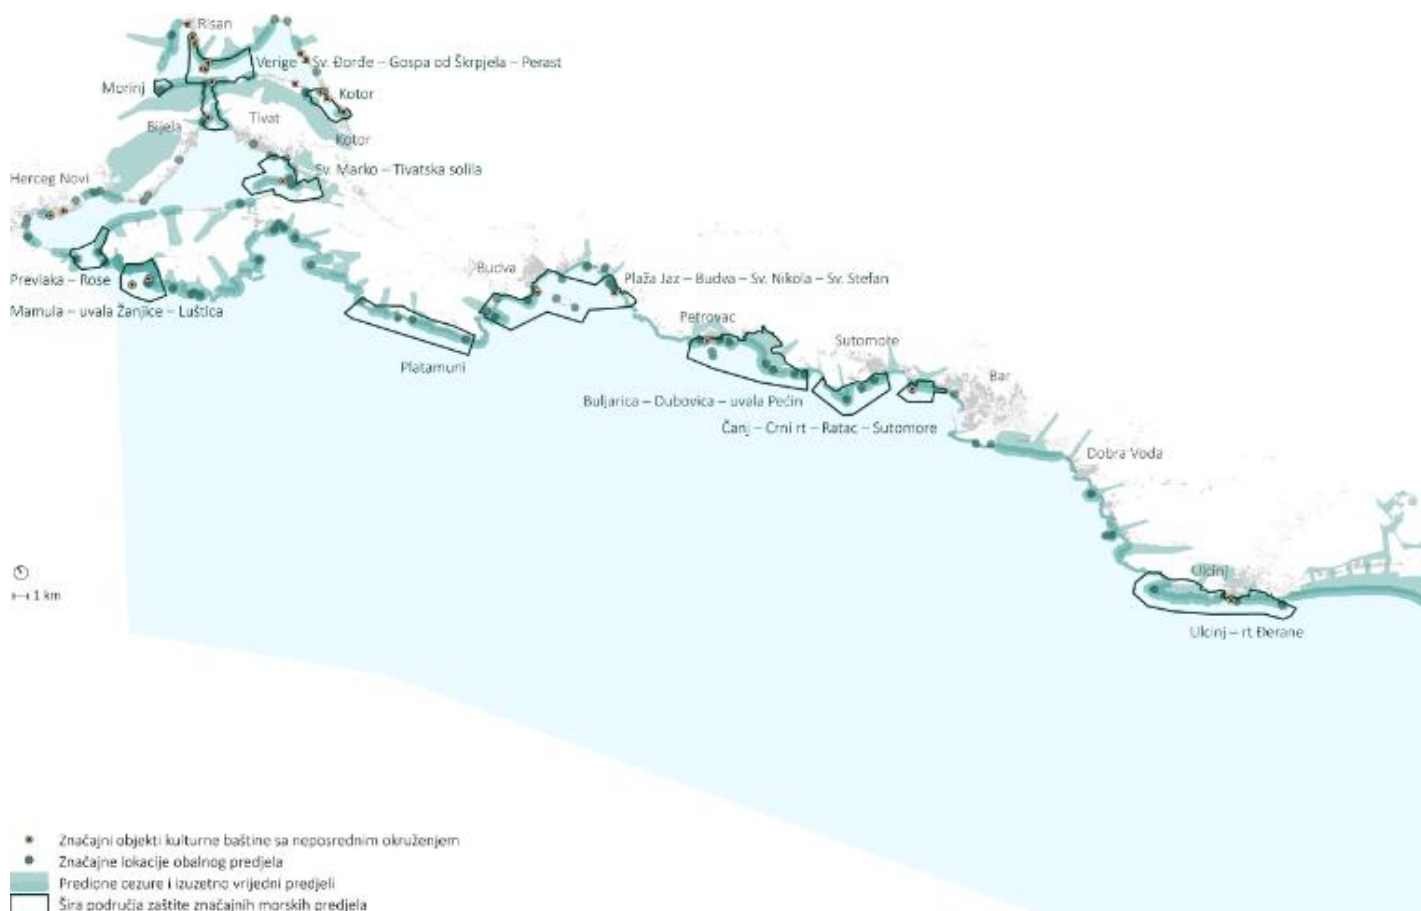 Risan
Verige – Sv. Đorđe – Gospa od Škrpjela – Perast
Morinj
Kotor
Tivat
Bijela
Kotor
Sv. Marko – Tivatska solila
Herceg Novi
Budva
Prevlaka – Rose
Plaža Jaz – Budva – Sv. Nikola – Sv. Stefan
Mamula – uvala Žanjice – Luštica
Petrovac
Sutomore
Platamuni
Bar
Buljarica – Dubovica – uvala Pećin
Čanj – Crni rt – Ratac – Sutomore
Dobra Voda
Ulcinj
1 km
Ulcinj – rt Đerane
Značajni objekti kulturne baštine sa neposrednim okruženjem
Značajne lokacije obalnog predjela
Predione cezure i izuzetno vrijedni predjeli
Šira područja zaštite značajnih morskih predjela